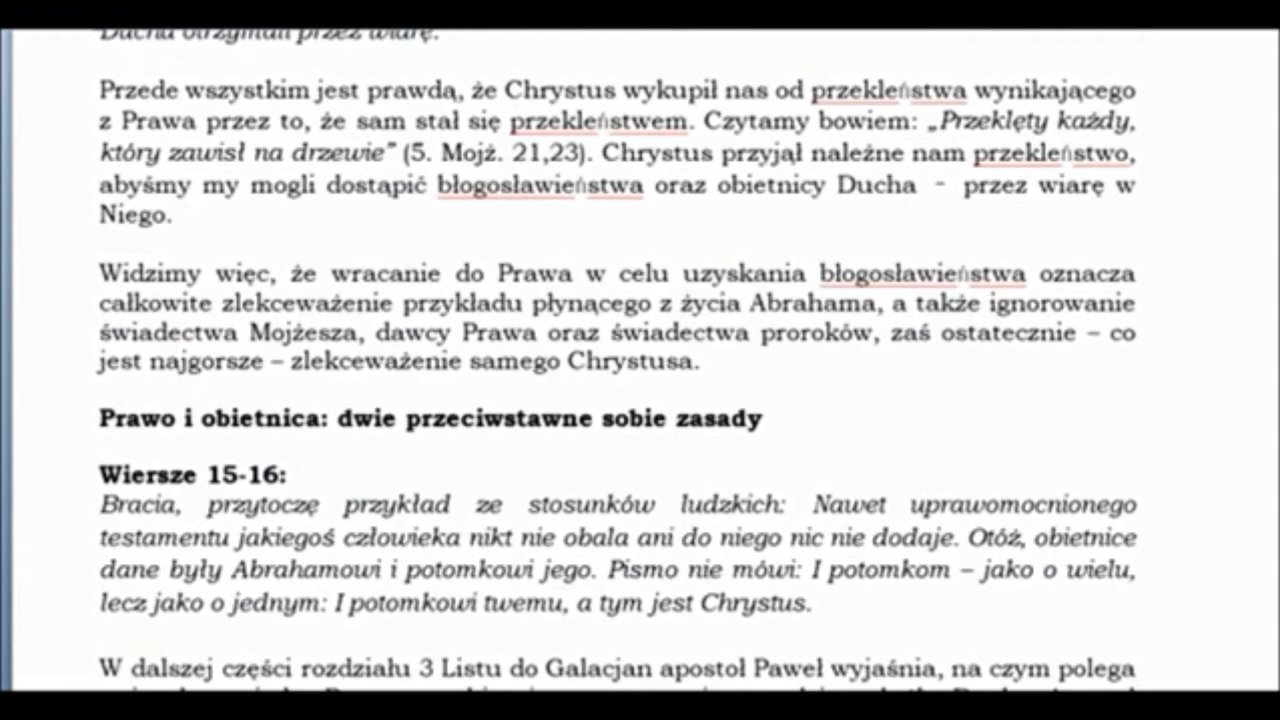 Ducha otrzymali przez wiarę.
Przede wszystkim jest prawdą, że Chrystus wykupił nas od przekleństwa wynikającego
z Prawa przez to, że sam stał się przekleństwem. Czytamy bowiem: „Przeklęty każdy,
który zawisł na drzewie” (5. Mojż. 21,23). Chrystus przyjął należne nam przekleństwo,
abyśmy my mogli dostąpić błogosławieństwa oraz obietnicy Ducha - przez wiarę w
Niego.
Widzimy więc, że wracanie do Prawa w celu uzyskania błogosławieństwa oznacza
całkowite zlekceważenie przykładu płynącego z życia Abrahama, a także ignorowanie
świadectwa Mojżesza, dawcy Prawa oraz świadectwa proroków, zaś ostatecznie – co
jest najgorsze – zlekceważenie samego Chrystusa.
Prawo i obietnica: dwie przeciwstawne sobie zasady
Wiersze 15-16:
Bracia, przytoczę przykład ze stosunków ludzkich: Nawet uprawomocnionego
testamentu jakiegoś człowieka nikt nie obala ani do niego nic nie dodaje. Otóż, obietnice
dane były Abrahamowi i potomkowi jego. Pismo nie mówi: I potomkom – jako o wielu,
lecz jako o jednym: I potomkowi twemu, a tym jest Chrystus.
W dalszej części rozdziału 3 Listu do Galacjan apostoł Paweł wyjaśnia, na czym polega